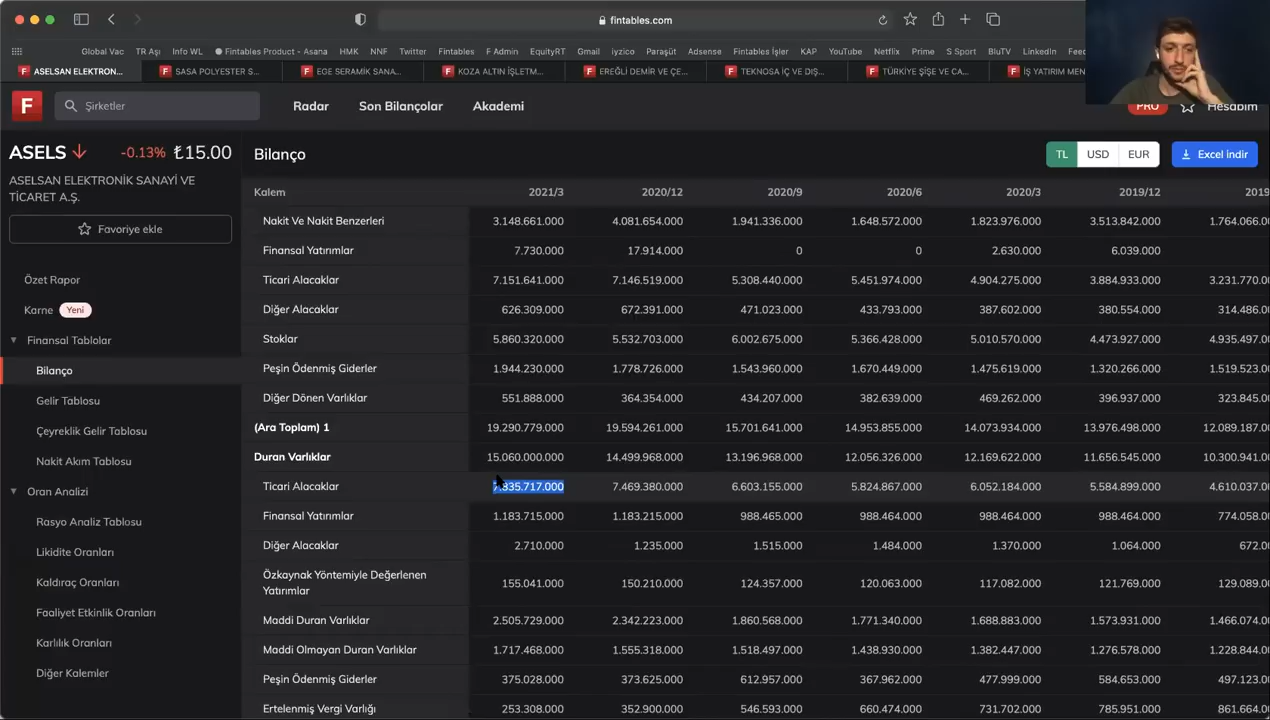 fintables.com
Global Vac TR Aşı Info WL Fintables Product - Asana HMK NNF Twitter Fintables F Admin EquityRT Gmail iyzico Paraşüt Adsense Fintables İşler KAP YouTube Netflix Prime S Sport BluTV LinkedIn
ASELSAN ELEKTRON... SASA POLYESTER S... EGE SERAMİK SANA... KOZA ALTIN İŞLETM... EREĞLİ DEMİR VE ÇE... TEKNOSA İÇ VE DIŞ... TÜRKİYE ŞİŞE VE CA... İŞ YATIRIM MEN
F Şirketler Radar Son Bilançolar Akademi PRO Hesabım
ASELS -0.13% ₺15.00
ASELSAN ELEKTRONİK SANAYİ VE
TİCARET A.Ş.
Favoriye ekle
Özet Rapor
Karne Yeni
Finansal Tablolar
Bilanço
Gelir Tablosu
Çeyreklik Gelir Tablosu
Nakit Akım Tablosu
Oran Analizi
Rasyo Analiz Tablosu
Likidite Oranları
Kaldıraç Oranları
Faaliyet Etkinlik Oranları
Karlılık Oranları
Diğer Kalemler
Bilanço TL USD EUR Excel indir
Kalem 2021/3 2020/12 2020/9 2020/6 2020/3 2019/12 2019
Nakit Ve Nakit Benzerleri 3.148.661.000 4.081.654.000 1.941.336.000 1.648.572.000 1.823.976.000 3.513.842.000 1.764.066.0
Finansal Yatırımlar 7.730.000 17.914.000 0 0 2.630.000 6.039.000
Ticari Alacaklar 7.151.641.000 7.146.519.000 5.308.440.000 5.451.974.000 4.904.275.000 3.884.933.000 3.231.770.0
Diğer Alacaklar 626.309.000 672.391.000 471.023.000 433.793.000 387.602.000 380.554.000 314.486.0
Stoklar 5.860.320.000 5.532.703.000 6.002.675.000 5.366.428.000 5.010.570.000 4.473.927.000 4.935.497.0
Peşin Ödenmiş Giderler 1.944.230.000 1.778.726.000 1.543.960.000 1.670.449.000 1.475.619.000 1.320.266.000 1.519.523.0
Diğer Dönen Varlıklar 551.888.000 364.354.000 434.207.000 382.639.000 469.262.000 396.937.000 323.845.0
(Ara Toplam) 1 19.290.779.000 19.594.261.000 15.701.641.000 14.953.855.000 14.073.934.000 13.976.498.000 12.089.187.0
Duran Varlıklar 15.060.000.000 14.499.968.000 13.196.968.000 12.056.326.000 12.169.622.000 11.656.545.000 10.300.941.0
Ticari Alacaklar 7.835.717.000 7.469.380.000 6.603.155.000 5.824.867.000 6.052.184.000 5.584.899.000 4.610.037.0
Finansal Yatırımlar 1.183.715.000 1.183.215.000 988.465.000 988.464.000 988.464.000 988.464.000 774.058.0
Diğer Alacaklar 2.710.000 1.235.000 1.515.000 1.484.000 1.370.000 1.064.000 672.0
Özkaynak Yöntemiyle Değerlenen
Yatırımlar 155.041.000 150.210.000 124.357.000 120.063.000 117.082.000 121.769.000 129.089.0
Maddi Duran Varlıklar 2.505.729.000 2.342.223.000 1.860.568.000 1.771.340.000 1.688.883.000 1.573.931.000 1.466.074.0
Maddi Olmayan Duran Varlıklar 1.717.468.000 1.555.318.000 1.518.497.000 1.438.930.000 1.382.447.000 1.276.578.000 1.228.844.0
Peşin Ödenmiş Giderler 375.028.000 373.625.000 612.957.000 367.962.000 477.999.000 584.653.000 497.123.0
Ertelenmiş Vergi Varlığı 253.308.000 352.900.000 546.593.000 660.474.000 731.702.000 785.951.000 861.664.0